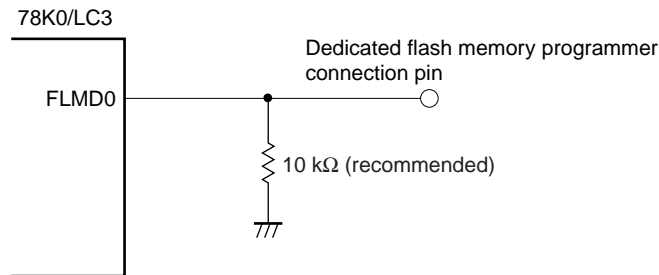 78K0/LC3
Dedicated flash memory programmer
connection pin
FLMD0
10 kΩ (recommended)